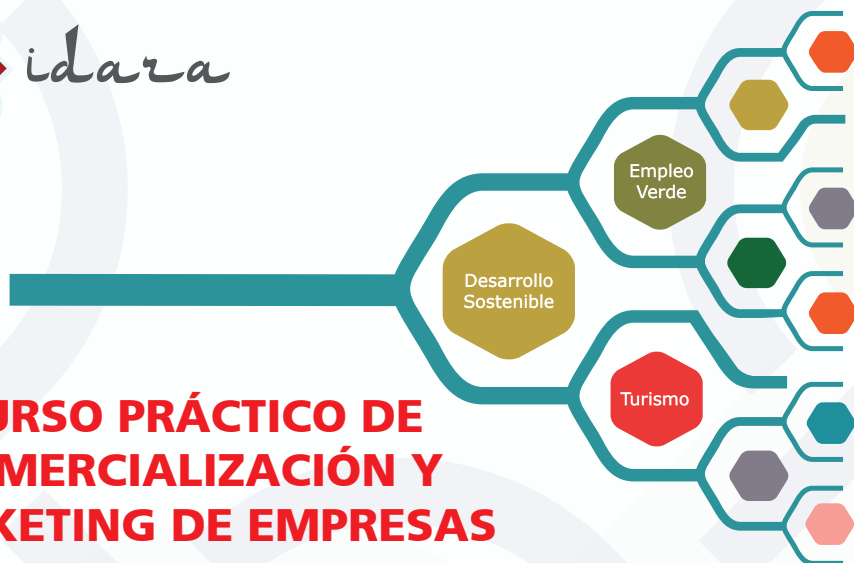 idara
Empleo
Verde
Desarrollo
Sostenible
Turismo
URSO PRÁCTICO DE
MERCIALIZACIÓN Y
KETING DE EMPRESAS